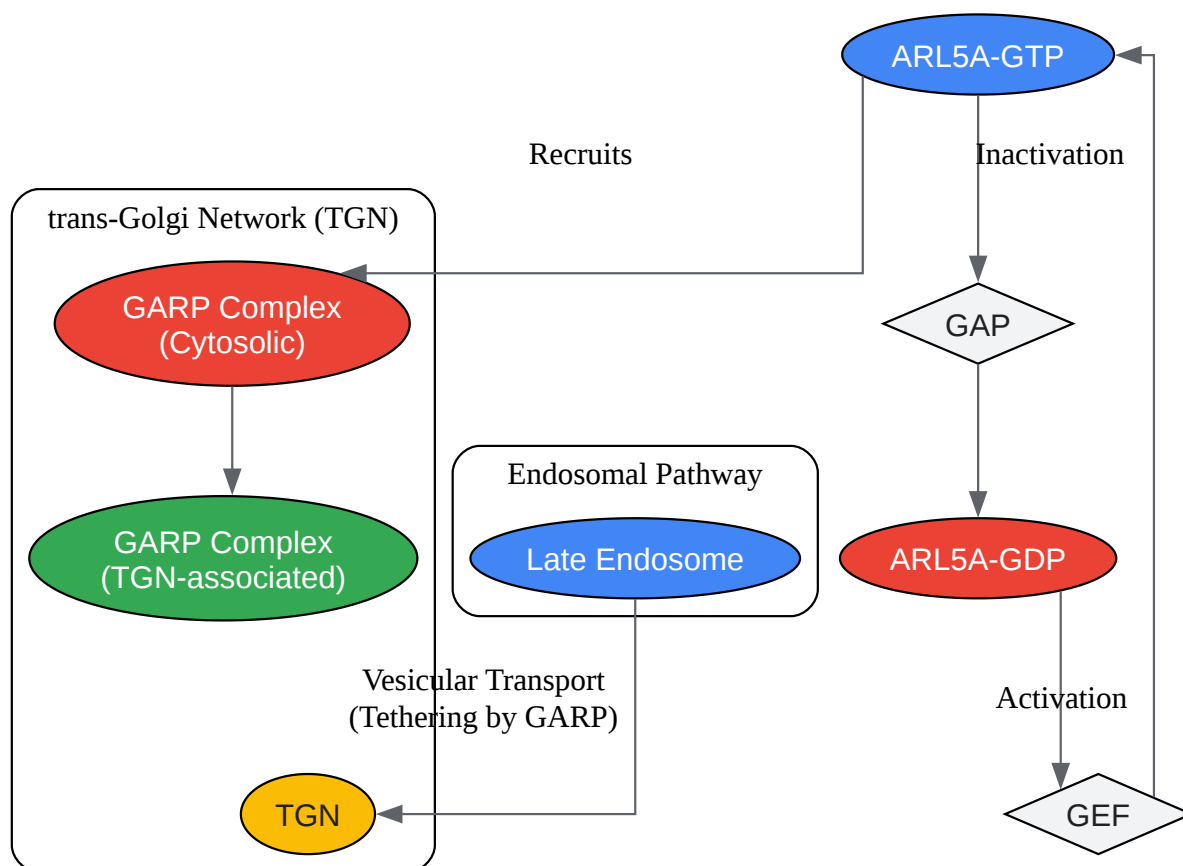 ARL5A-GTP
Recruits
Inactivation
trans-Golgi Network (TGN)
GARP Complex
(Cytosolic)
GAP
Endosomal Pathway
GARP Complex
(TGN-associated)
Late Endosome
ARL5A-GDP
Vesicular Transport
(Tethering by GARP)
Activation
TGN
GEF